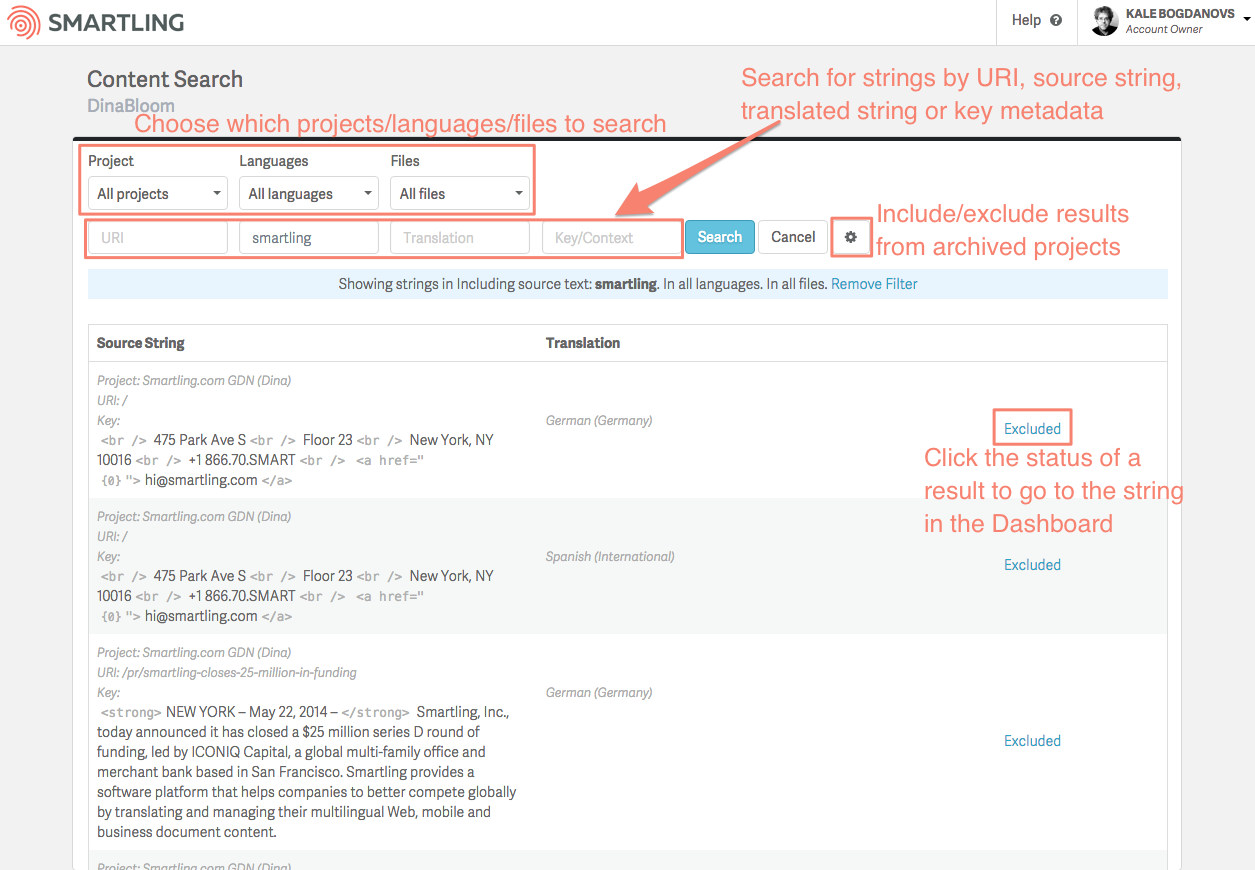 SMARTLING
Help ?
KALE BOGDANOVS
Account Owner
Content Search
DinaBloom
Search for strings by URI, source string,
translated string or key metadata
Choose which projects/languages/files to search
Project Languages Files
All projects All languages All files
URI smartling Translation Key/Context Search Cancel
Include/exclude results
from archived projects
Showing strings in Including source text: smartling. In all languages. In all files. Remove Filter
Source String Translation
Project: Smartling.com GDN (Dina)
URI: /
Key:
<br /> 475 Park Ave S <br /> Floor 23 <br /> New York, NY
10016 <br /> +1 866.70.SMART <br /> <a href="
{0} "> hi@smartling.com </a>
German (Germany)
Excluded
Click the status of a
result to go to the string
in the Dashboard
Project: Smartling.com GDN (Dina)
URI: /
Key:
<br /> 475 Park Ave S <br /> Floor 23 <br /> New York, NY
10016 <br /> +1 866.70.SMART <br /> <a href="
{0} "> hi@smartling.com </a>
Spanish (International)
Excluded
Project: Smartling.com GDN (Dina)
URI: /pr/smartling-closes-25-million-in-funding
Key:
<strong> NEW YORK – May 22, 2014 – </strong> Smartling, Inc.,
today announced it has closed a $25 million series D round of
funding, led by ICONIQ Capital, a global multi-family office and
merchant bank based in San Francisco. Smartling provides a
software platform that helps companies to better compete globally
by translating and managing their multilingual Web, mobile and
business document content.
German (Germany)
Excluded
Project: Smartling.com GDN (Dina)